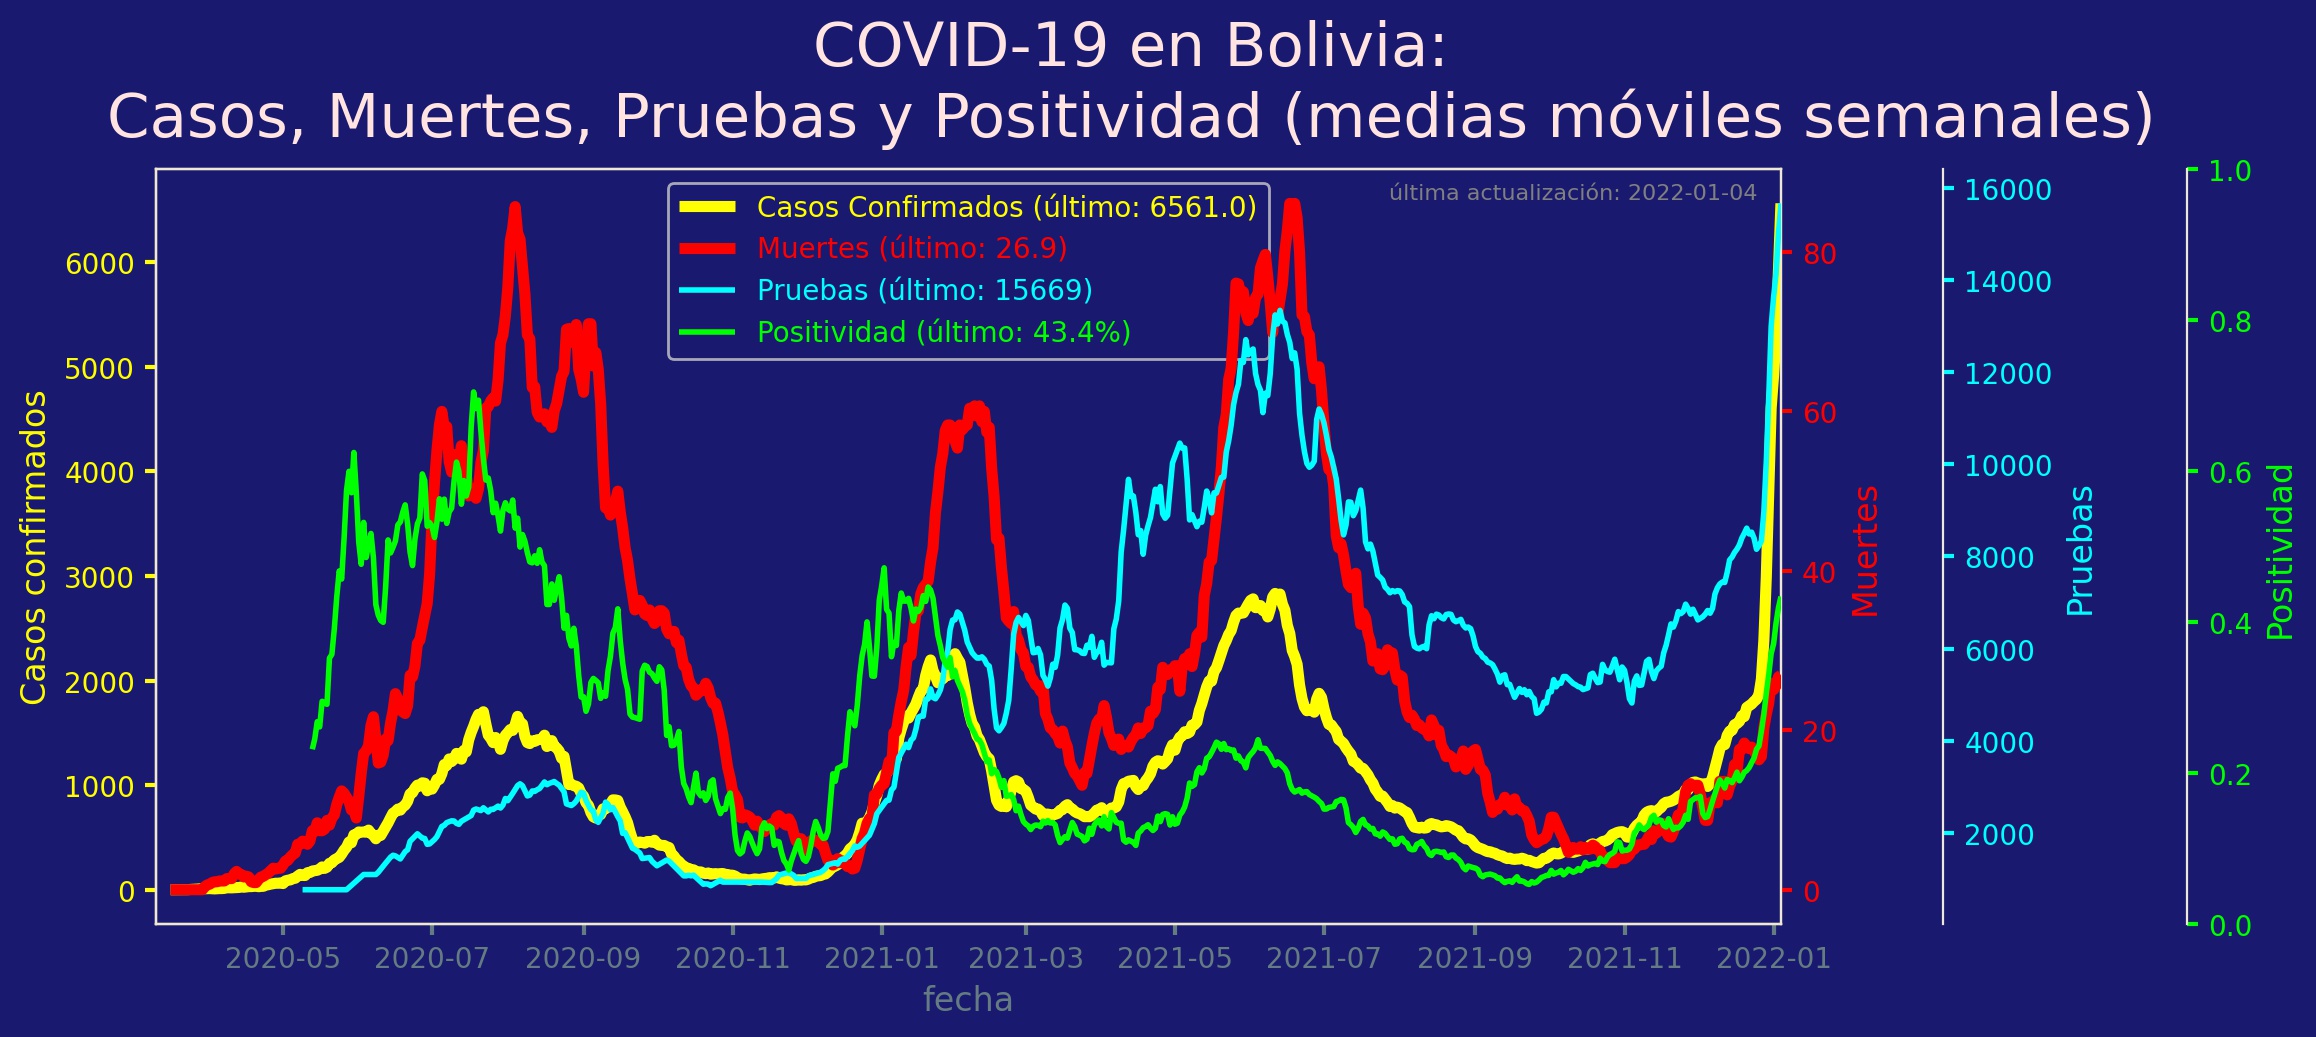 COVID-19 en Bolivia:
Casos, Muertes, Pruebas y Positividad (medias móviles semanales)
última actualización: 2022-01-04
Casos Confirmados (último: 6561.0)
Muertes (último: 26.9)
Pruebas (último: 15669)
Positividad (último: 43.4%)
Casos confirmados
6000
5000
4000
3000
2000
1000
0
80
60
40
20
0
Muertes
16000
14000
12000
10000
8000
6000
4000
2000
Pruebas
1.0
0.8
0.6
0.4
0.2
0.0
Positividad
2020-05 2020-07 2020-09 2020-11 2021-01 2021-03 2021-05 2021-07 2021-09 2021-11 2022-01
fecha